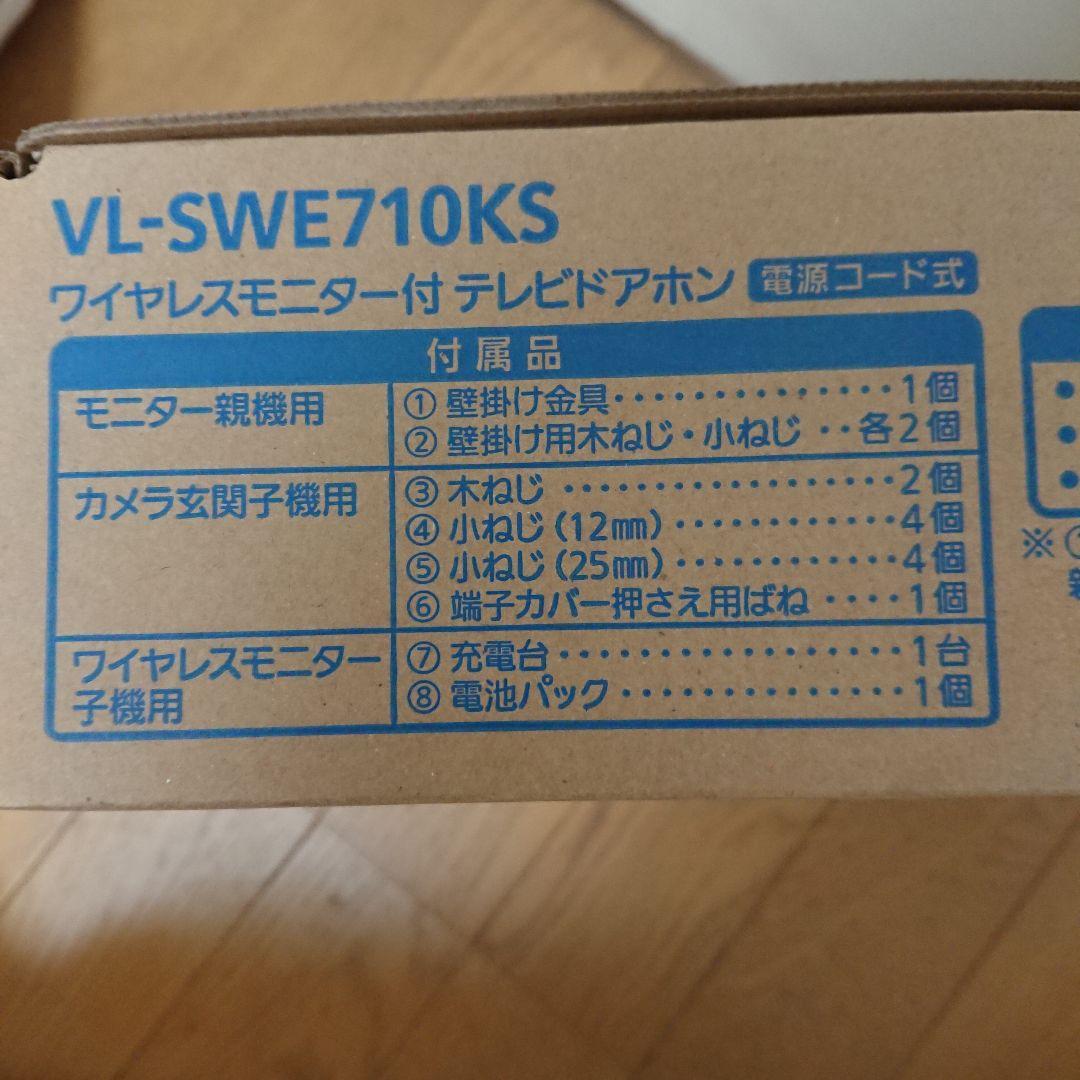 VL-SWE710KS
ワイヤレスモニター付 テレビドアホン 電源コード式
付属品
モニター親機用
① 壁掛け金具・・・・・・・・・・・・・・1個
② 壁掛け用木ねじ・小ねじ ・・各2個
カメラ玄関子機用
③ 木ねじ ・・・・・・・・・・・・・・・・・2個
④ 小ねじ(12㎜)・・・・・・・・・・・・4個
⑤ 小ねじ(25㎜)・・・・・・・・・・・・4個
⑥ 端子カバー押さえ用ばね ・・・・1個
ワイヤレスモニター
子機用
⑦ 充電台・・・・・・・・・・・・・・・・・1台
⑧ 電池パック・・・・・・・・・・・・・・1個
※